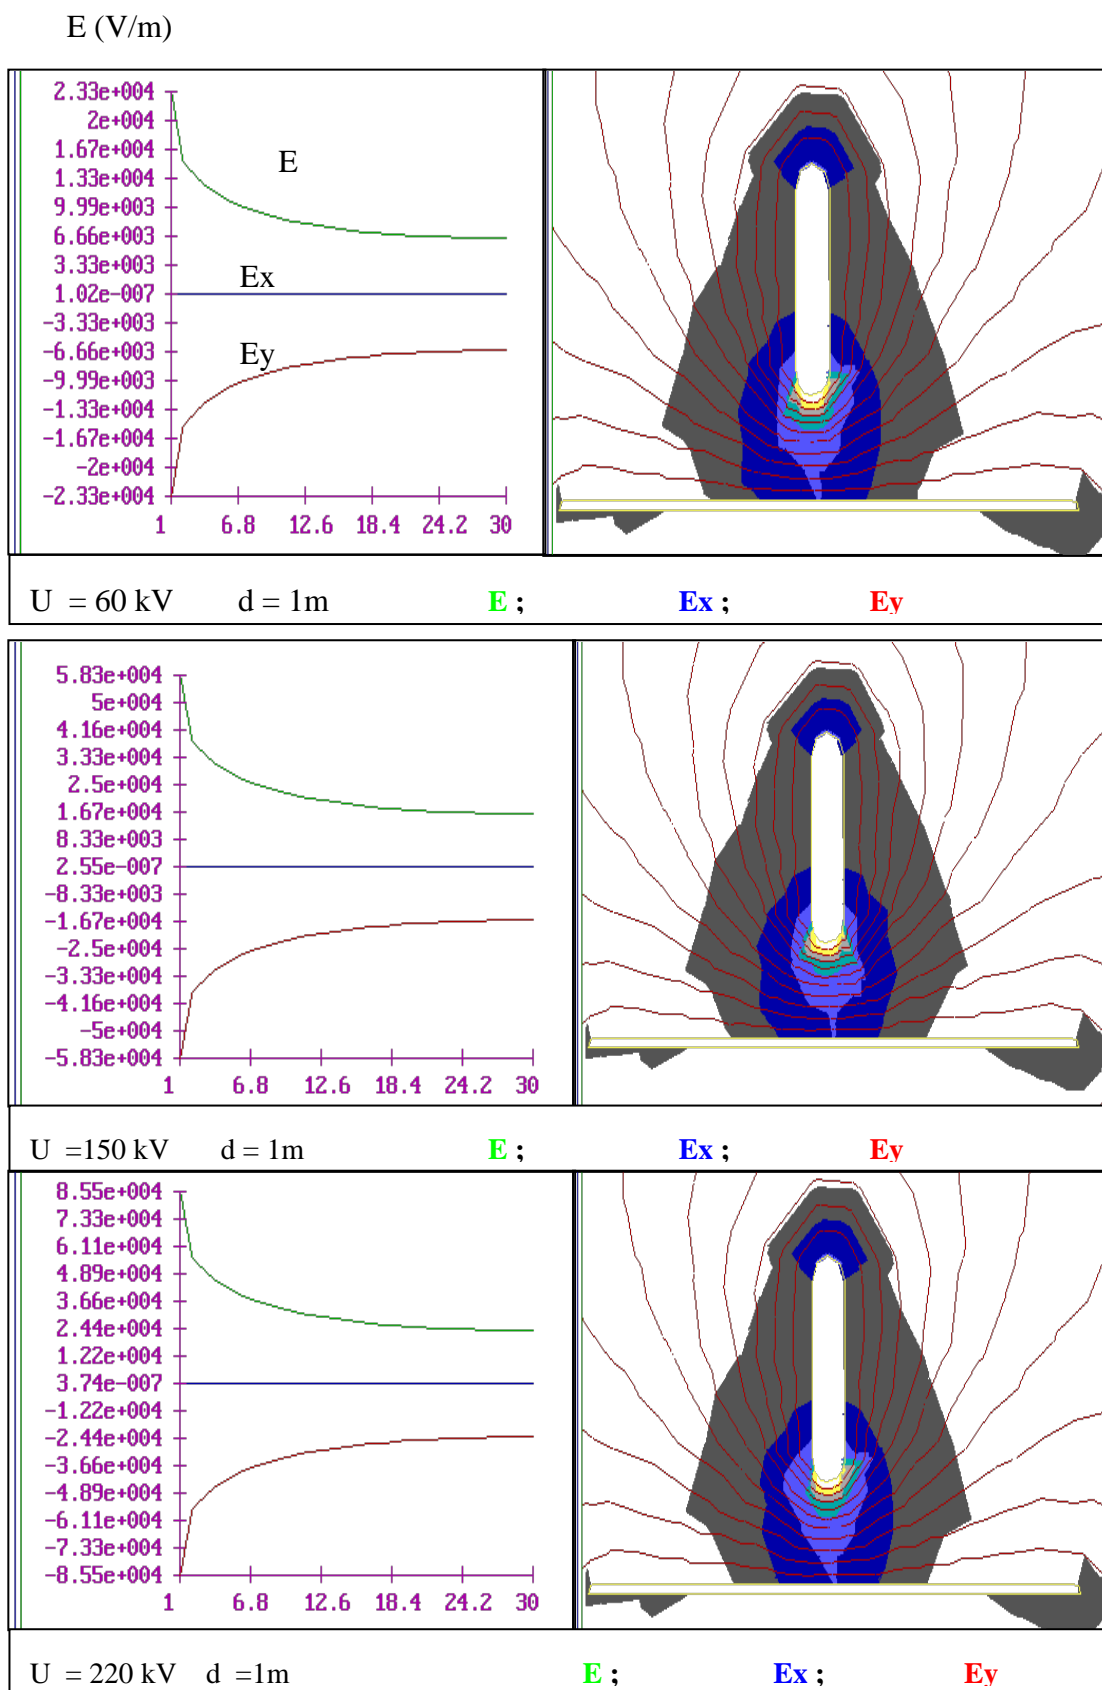 E (V/m)
2.33e+004
2e+004
1.67e+004
1.33e+004
9.99e+003
6.66e+003
3.33e+003
1.02e-007
-3.33e+003
-6.66e+003
-9.99e+003
-1.33e+004
-1.67e+004
-2e+004
-2.33e+004
E
Ex
Ey
1 6.8 12.6 18.4 24.2 30
U = 60 kV d = 1m E ; Ex ; Ey
5.83e+004
5e+004
4.16e+004
3.33e+004
2.5e+004
1.67e+004
8.33e+003
2.55e-007
-8.33e+003
-1.67e+004
-2.5e+004
-3.33e+004
-4.16e+004
-5e+004
-5.83e+004
1 6.8 12.6 18.4 24.2 30
U =150 kV d = 1m E ; Ex ; Ey
8.55e+004
7.33e+004
6.11e+004
4.89e+004
3.66e+004
2.44e+004
1.22e+004
3.74e-007
-1.22e+004
-2.44e+004
-3.66e+004
-4.89e+004
-6.11e+004
-7.33e+004
-8.55e+004
1 6.8 12.6 18.4 24.2 30
U = 220 kV d =1m E ; Ex ; Ey